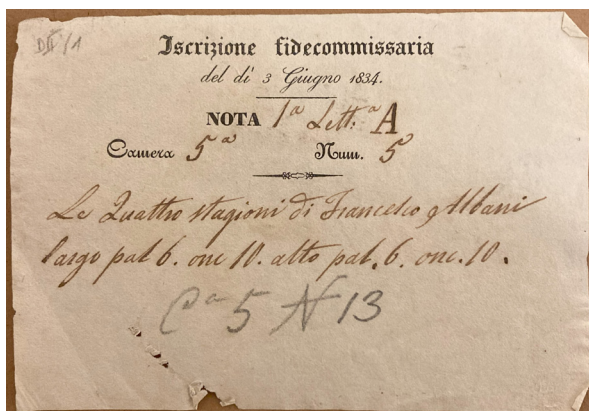 DII/1
Iscrizione fidecommissaria
del dì 3 Giugno 1834.
NOTA 1ª Lett.ª A
Camera 5ª Num. 5
Le Quattro stagioni di Francesco Albani
largo pal 6. onc 10. alto pal. 6. onc. 10.
Cª 5 N 13